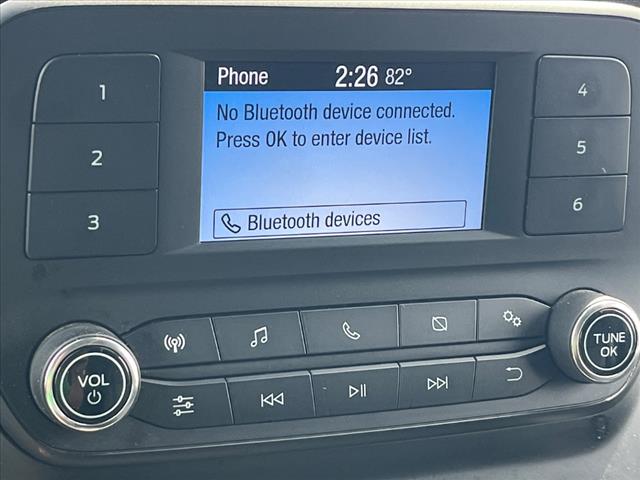 1
2
3
Phone 2:26 82°
No Bluetooth device connected.
Press OK to enter device list.
Bluetooth devices
4
5
6
VOL
TUNE
OK